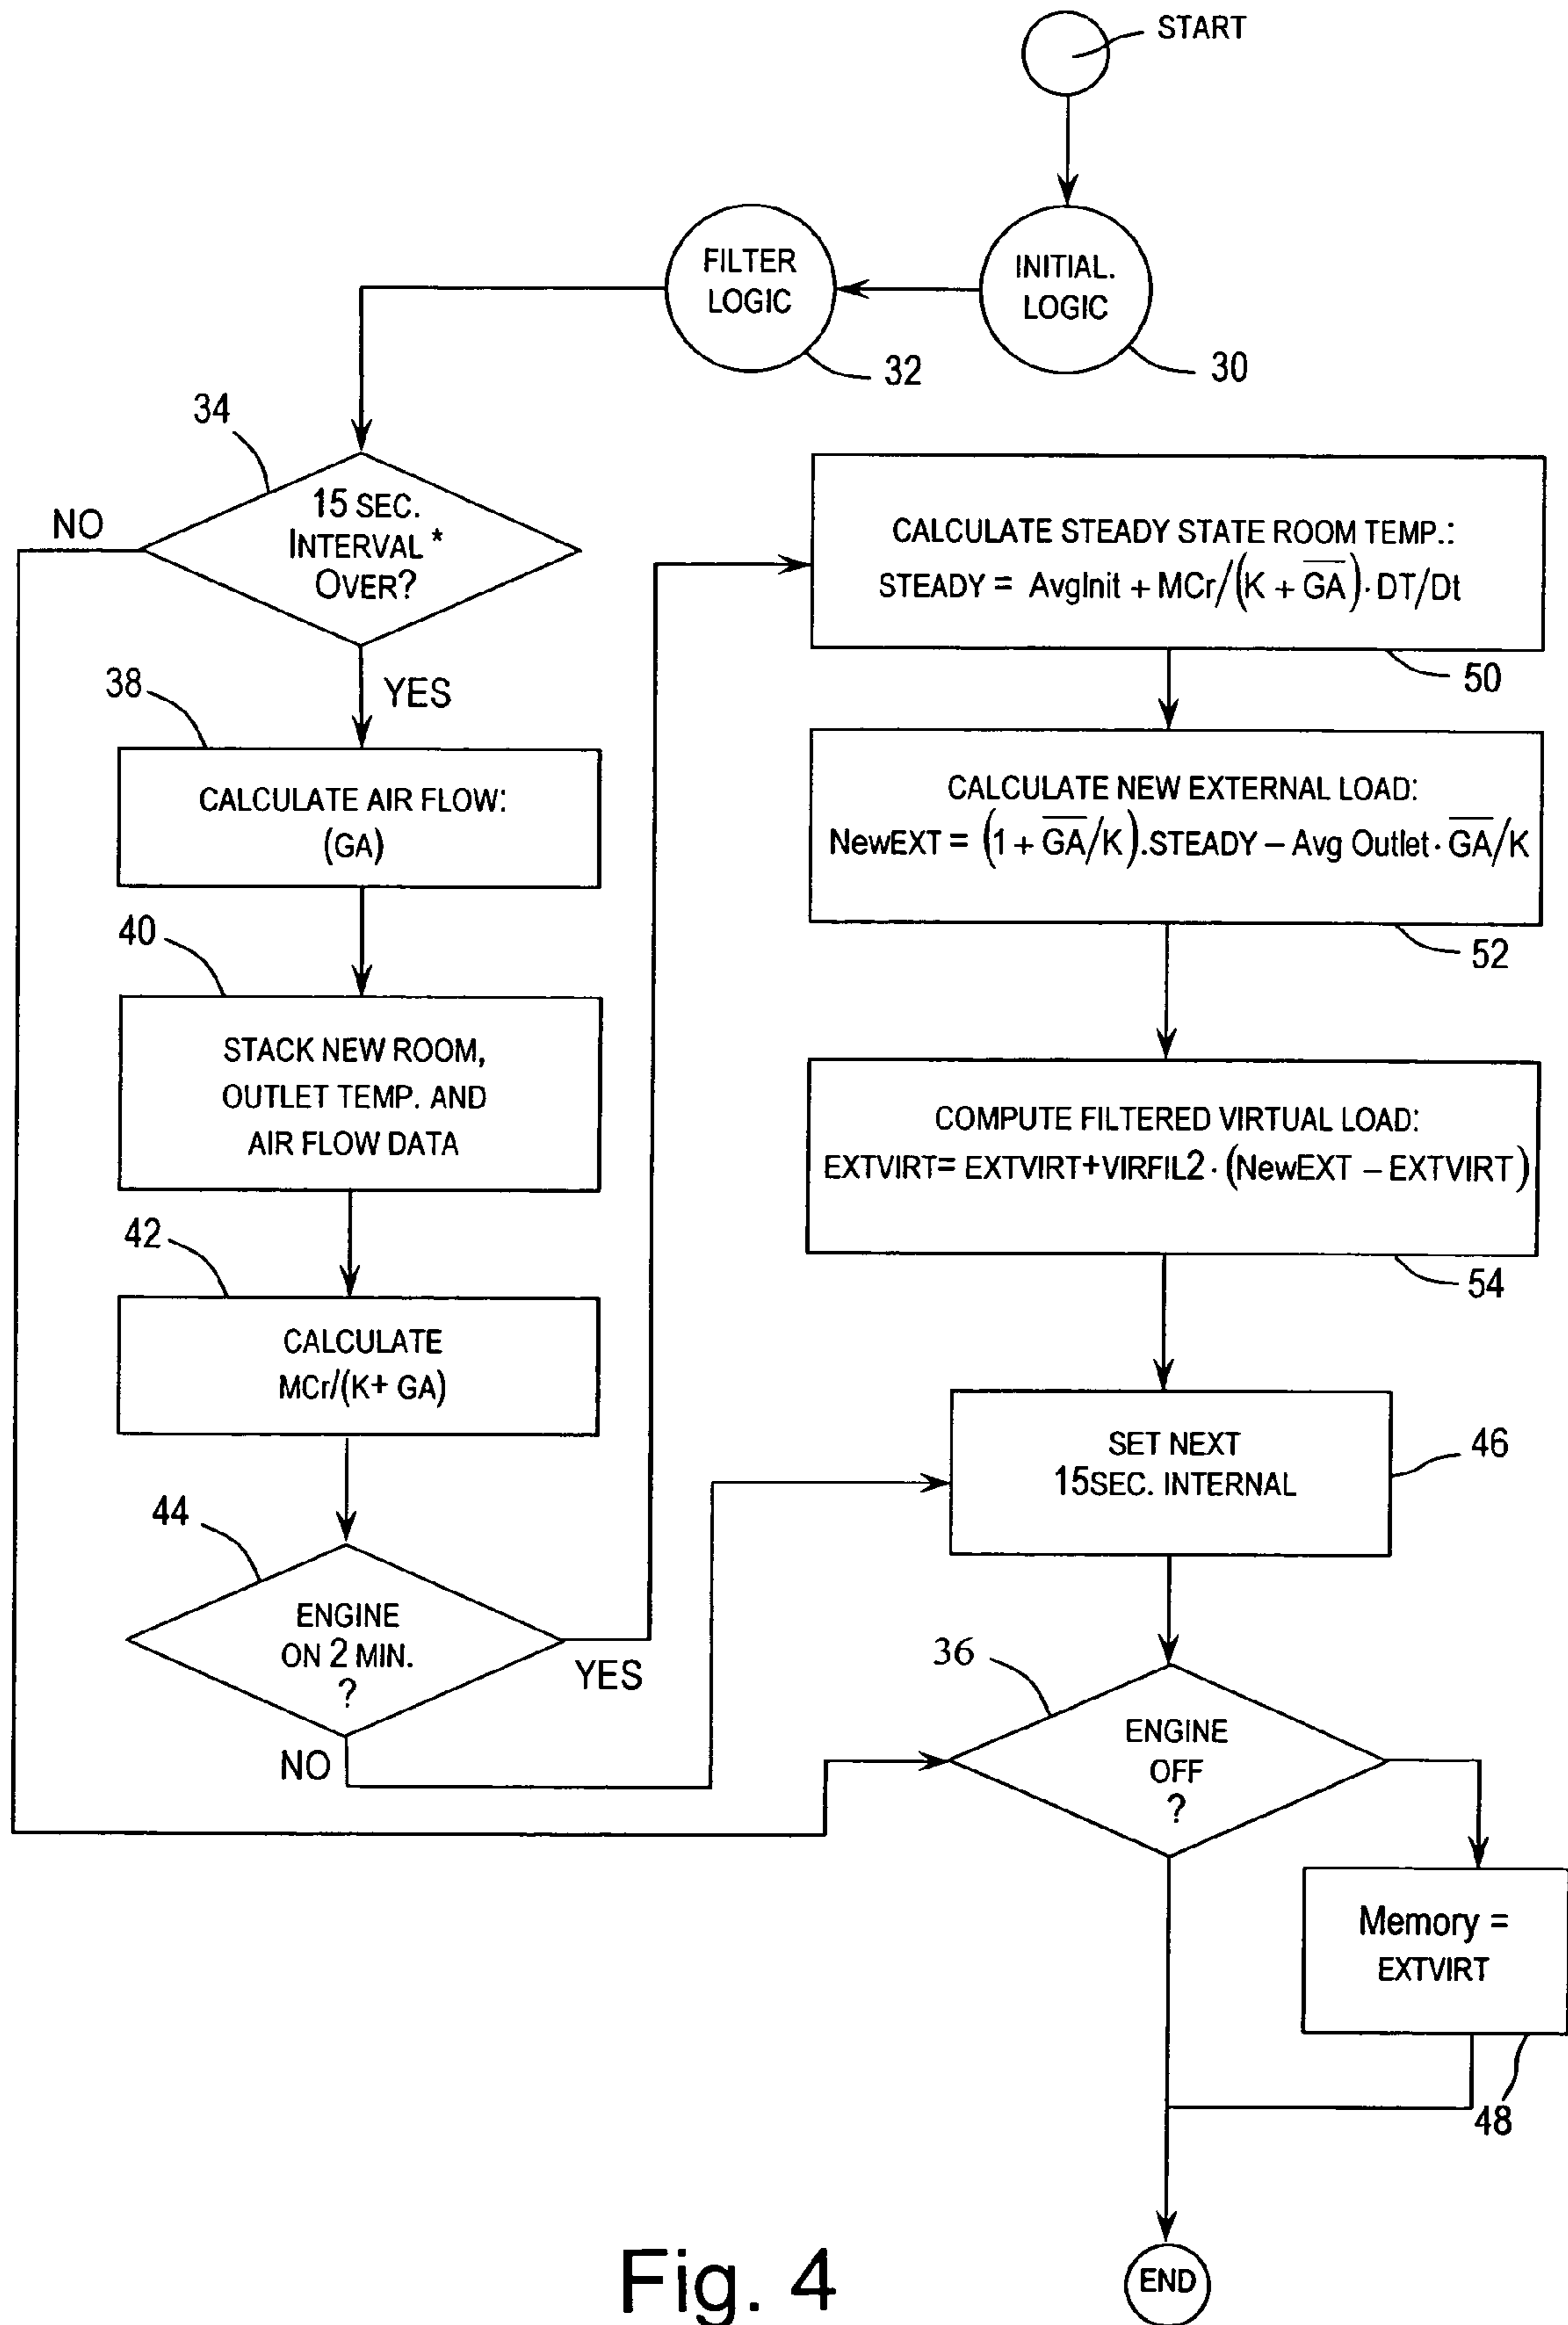 START
INITIAL.
LOGIC
30
FILTER
LOGIC
32
34
15 SEC.
INTERVAL *
OVER?
NO
YES
38
CALCULATE AIR FLOW:
(GA)
40
STACK NEW ROOM,
OUTLET TEMP. AND
AIR FLOW DATA
42
CALCULATE
MCr/(K+ GA)
44
ENGINE
ON 2 MIN.
?
YES
NO
CALCULATE STEADY STATE ROOM TEMP.:
STEADY = AvgInit + MCr/(K + G̅A̅)· DT/Dt
50
CALCULATE NEW EXTERNAL LOAD:
NewEXT = (1 + G̅A̅/K).STEADY – Avg Outlet · G̅A̅/K
52
COMPUTE FILTERED VIRTUAL LOAD:
EXTVIRT= EXTVIRT+VIRFIL2 · (NewEXT – EXTVIRT)
54
SET NEXT
15SEC. INTERNAL
46
36
ENGINE
OFF
?
Memory =
EXTVIRT
48
END
Fig. 4